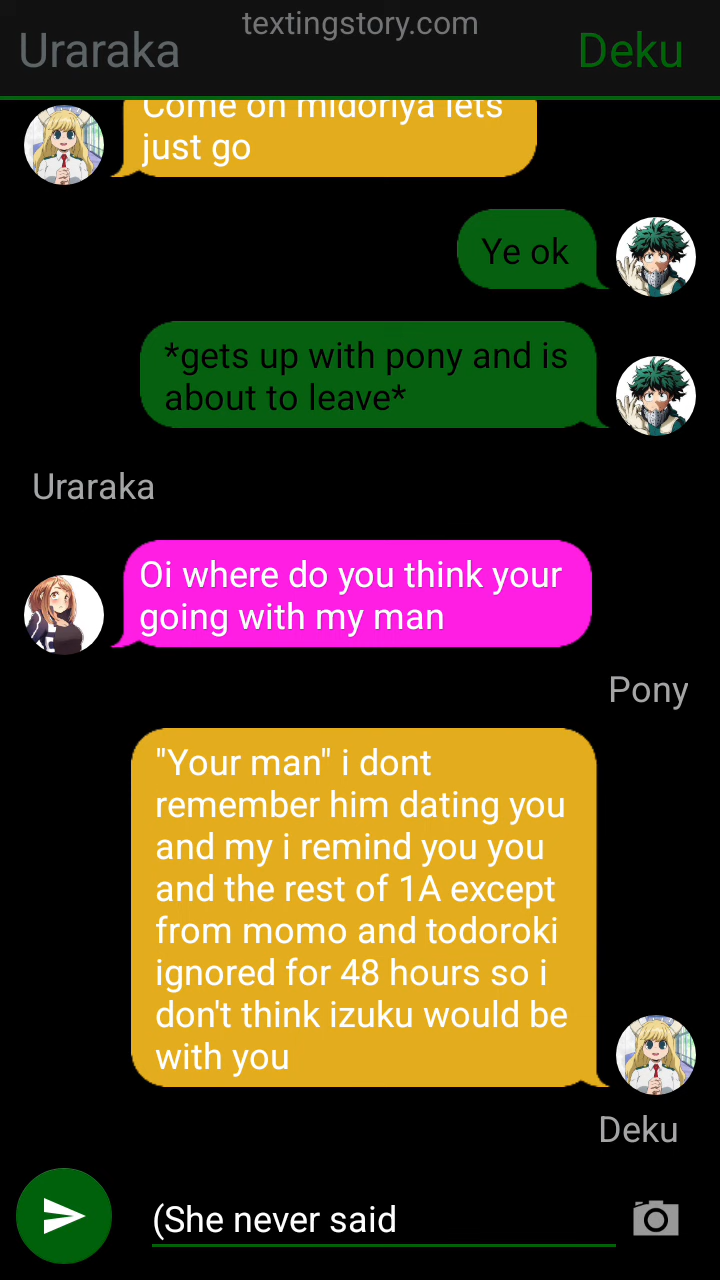 textingstory.com
Uraraka
Deku
Come on midoriya lets
just go
Ye ok
*gets up with pony and is
about to leave*
Uraraka
Oi where do you think your
going with my man
Pony
"Your man" i dont
remember him dating you
and my i remind you you
and the rest of 1A except
from momo and todoroki
ignored for 48 hours so i
don't think izuku would be
with you
Deku
(She never said